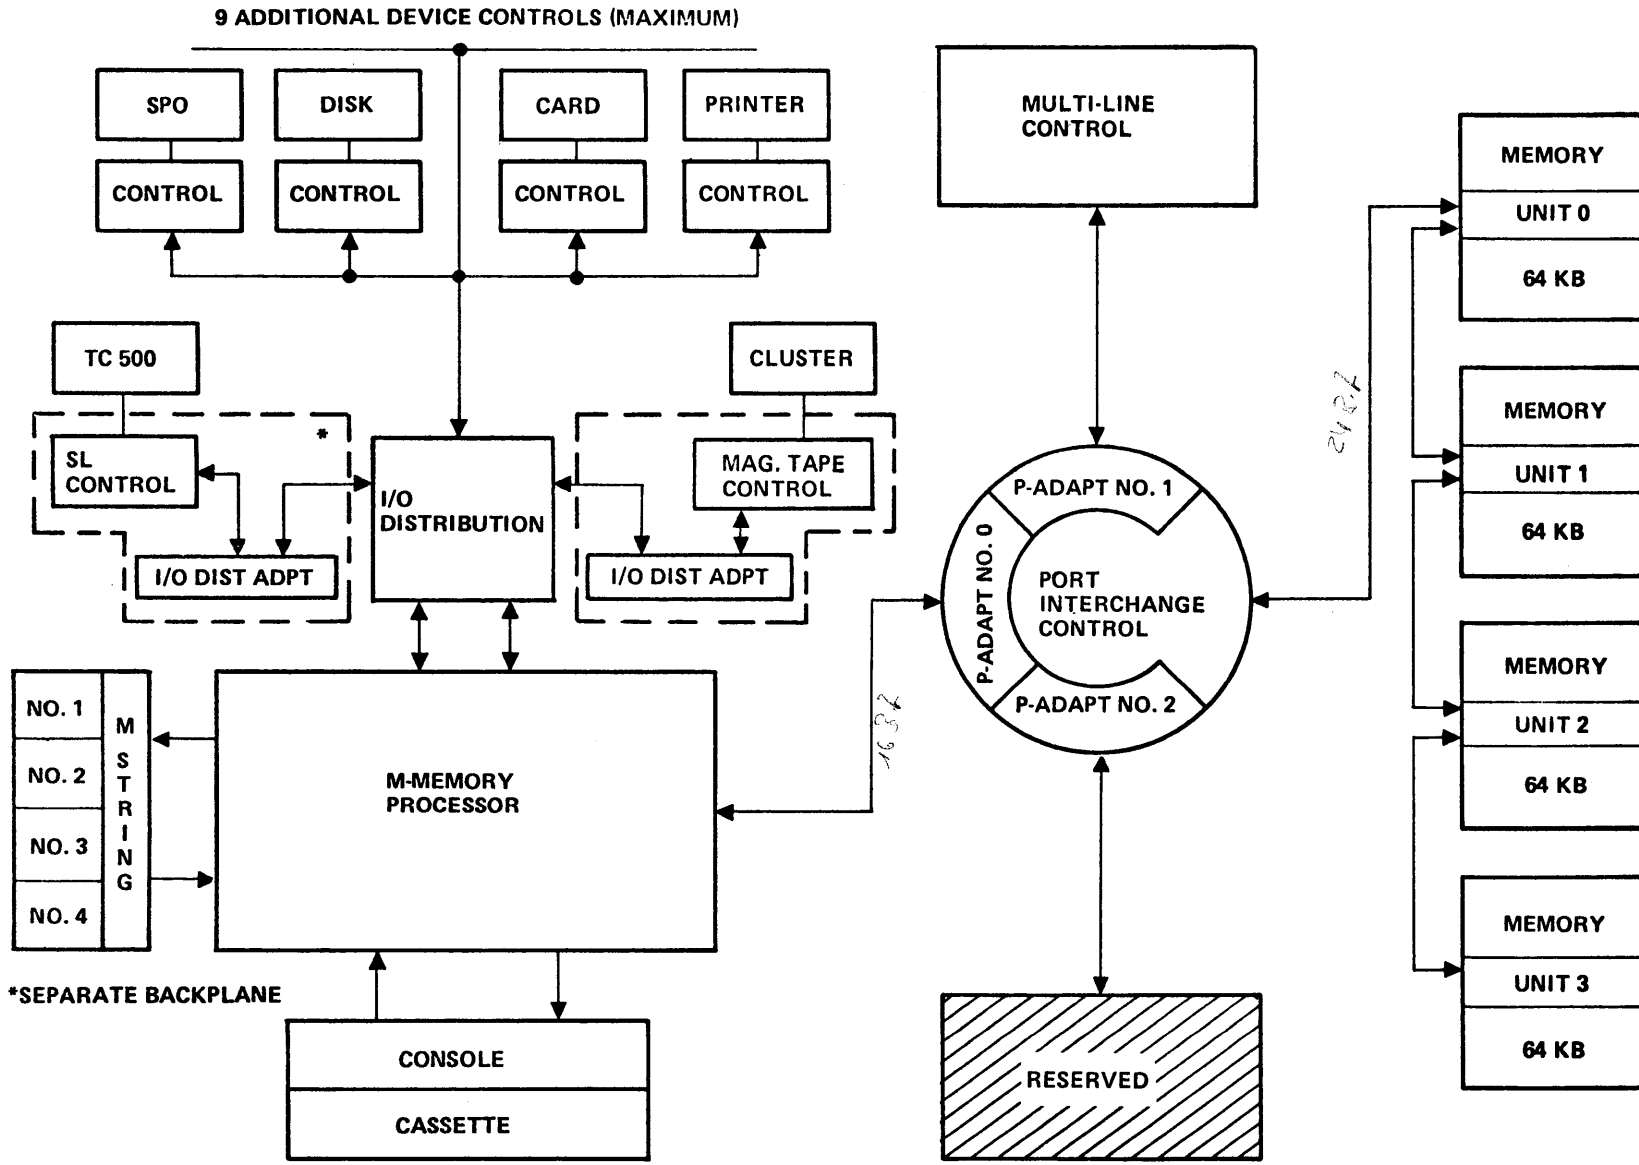 9 ADDITIONAL DEVICE CONTROLS (MAXIMUM)
SPO
DISK
CARD
PRINTER
CONTROL
CONTROL
CONTROL
CONTROL
TC 500
CLUSTER
*
SL
CONTROL
MAG. TAPE
CONTROL
I/O
DISTRIBUTION
I/O DIST ADPT
I/O DIST ADPT
NO. 1
NO. 2
NO. 3
NO. 4
M STRING
M-MEMORY
PROCESSOR
*SEPARATE BACKPLANE
CONSOLE
CASSETTE
MULTI-LINE
CONTROL
P-ADAPT NO. 1
P-ADAPT NO. 0
PORT
INTERCHANGE
CONTROL
P-ADAPT NO. 2
RESERVED
MEMORY
UNIT 0
64 KB
MEMORY
UNIT 1
64 KB
MEMORY
UNIT 2
64 KB
MEMORY
UNIT 3
64 KB